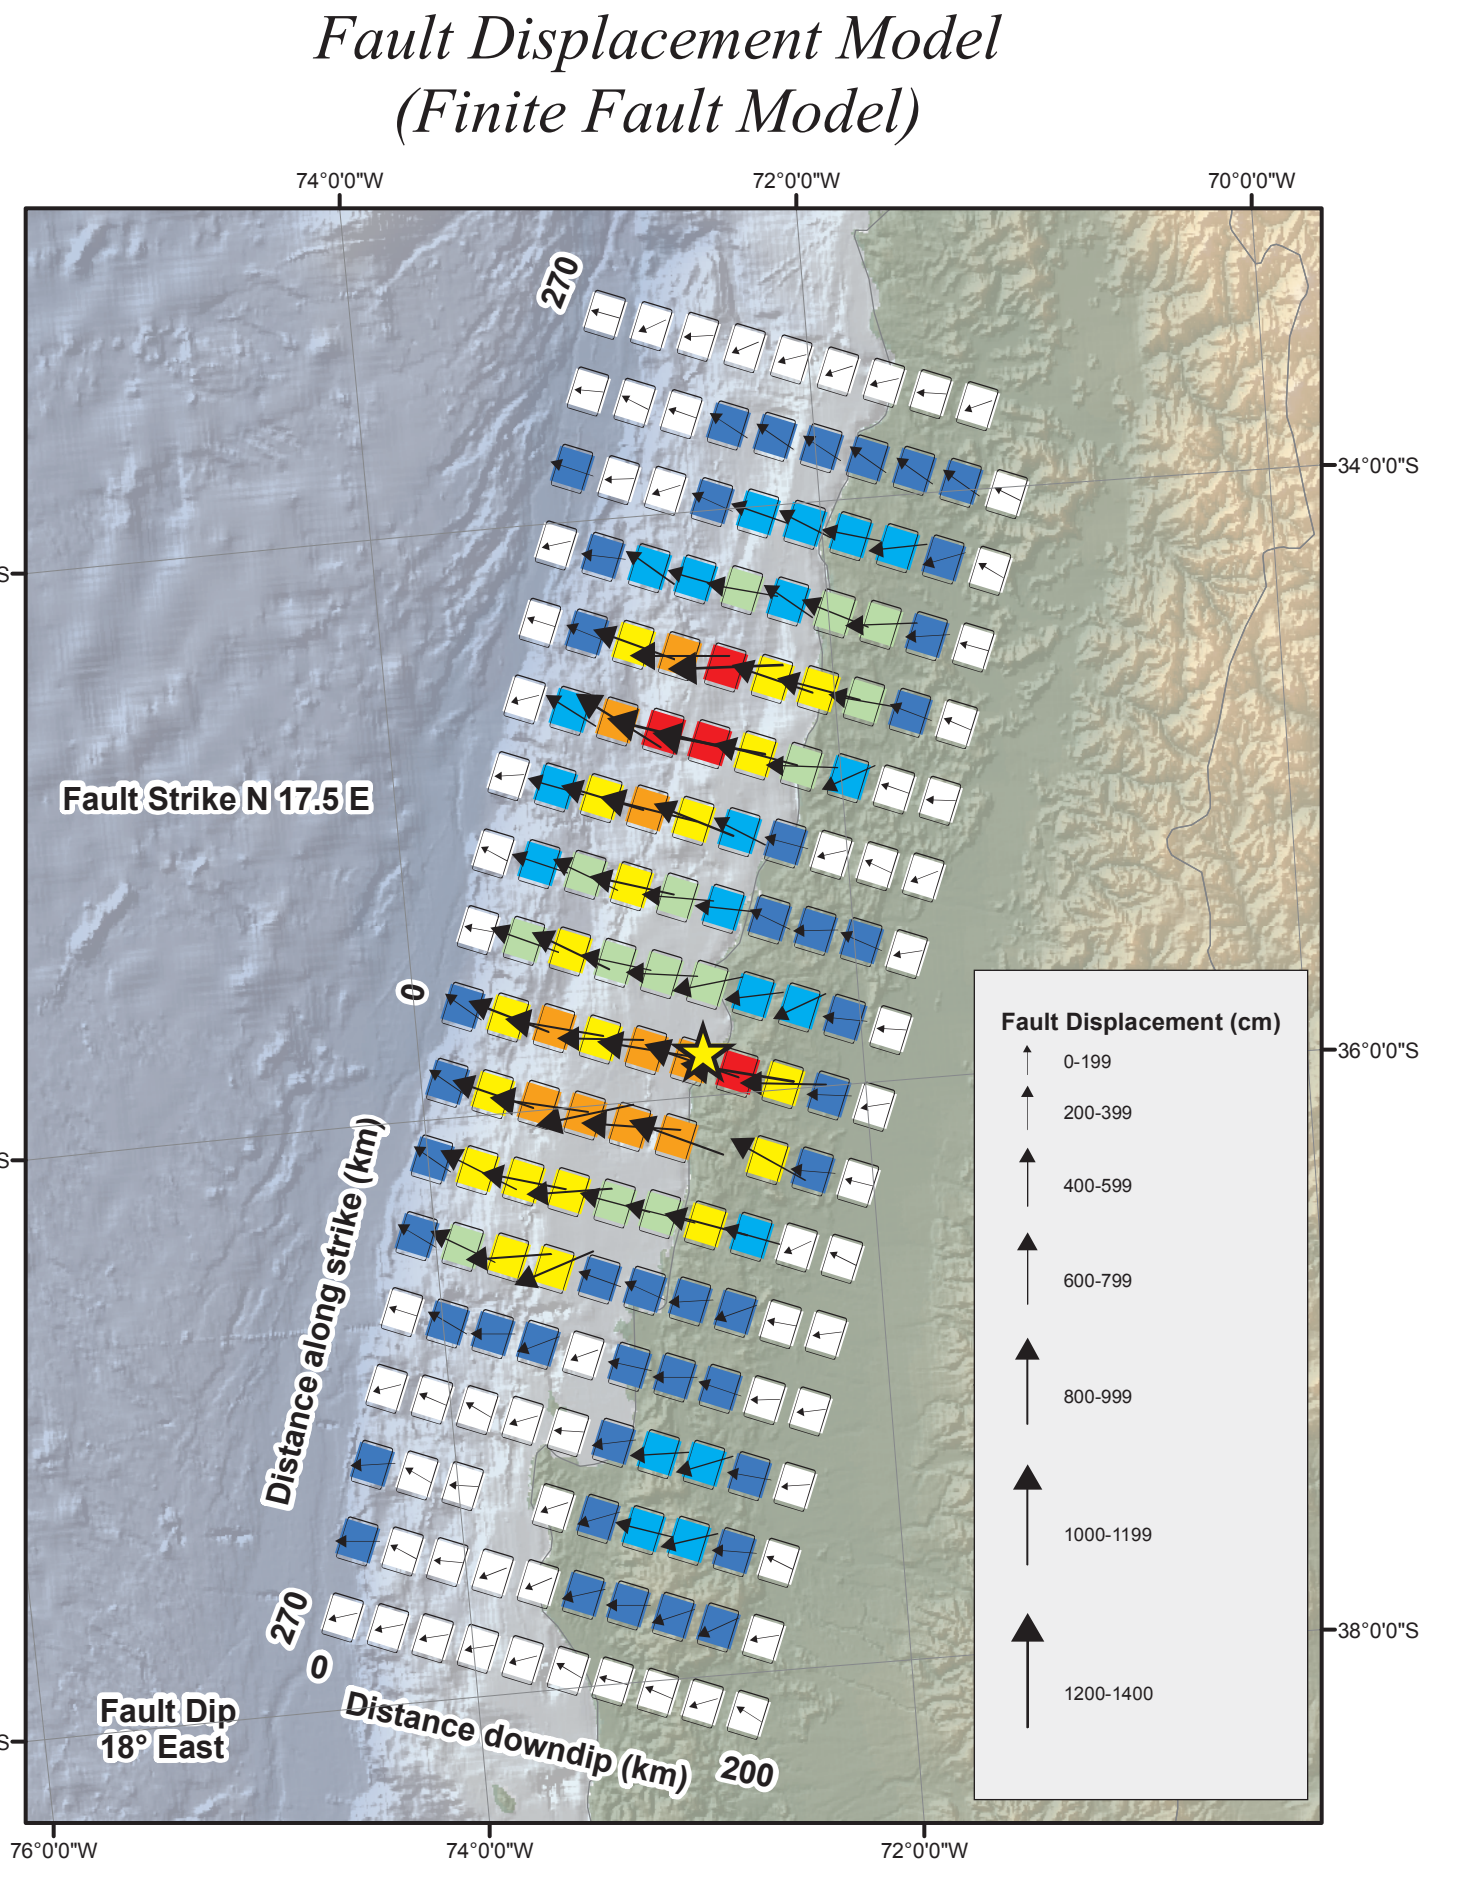 Fault Displacement Model
(Finite Fault Model)
74°0'0"W
72°0'0"W
70°0'0"W
270
34°0'0"S
S
Fault Strike N 17.5 E
0
Fault Displacement (cm)
0-199
200-399
400-599
600-799
800-999
1000-1199
1200-1400
36°0'0"S
S
Distance along strike (km)
270
0
38°0'0"S
Fault Dip
18° East
Distance downdip (km)
200
S
76°0'0"W
74°0'0"W
72°0'0"W